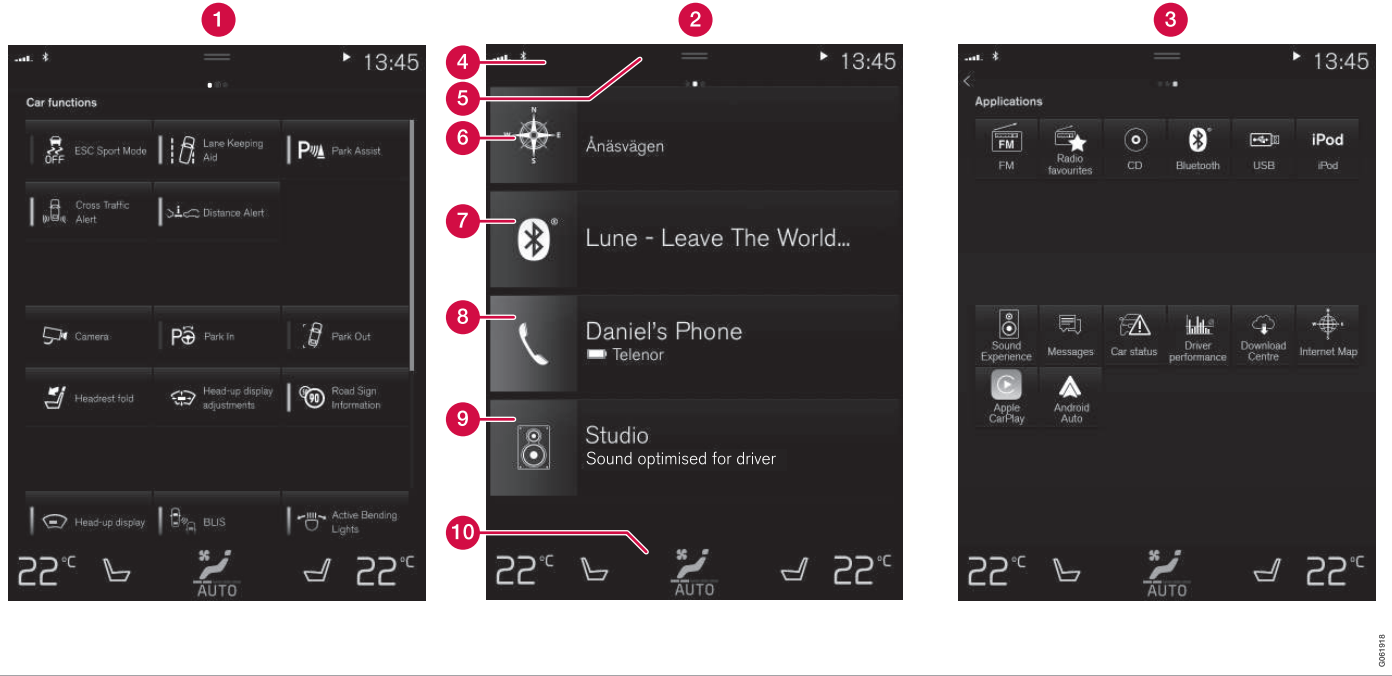 1
2
3
13:45
Car functions
OFF
ESC Sport Mode
Lane Keeping
Aid
P
Park Assist
Cross Traffic
Alert
Distance Alert
Camera
P
Park In
Park Out
Headrest fold
Head-up display
adjustments
90
Road Sign
Information
Head-up display
BLIS
Active Bending
Lights
22°C
AUTO
22°C
4
5
6
7
8
9
10
13:45
N
W
E
S
Ånäsvägen
Lune - Leave The World...
Daniel's Phone
Telenor
Studio
Sound optimised for driver
22°C
AUTO
22°C
13:45
Applications
FM
FM
Radio
favourites
CD
Bluetooth
USB
iPod
iPod
Sound
Experience
Messages
Car status
Driver
performance
Download
Centre
Internet Map
Apple
CarPlay
Android
Auto
22°C
AUTO
22°C
G061918